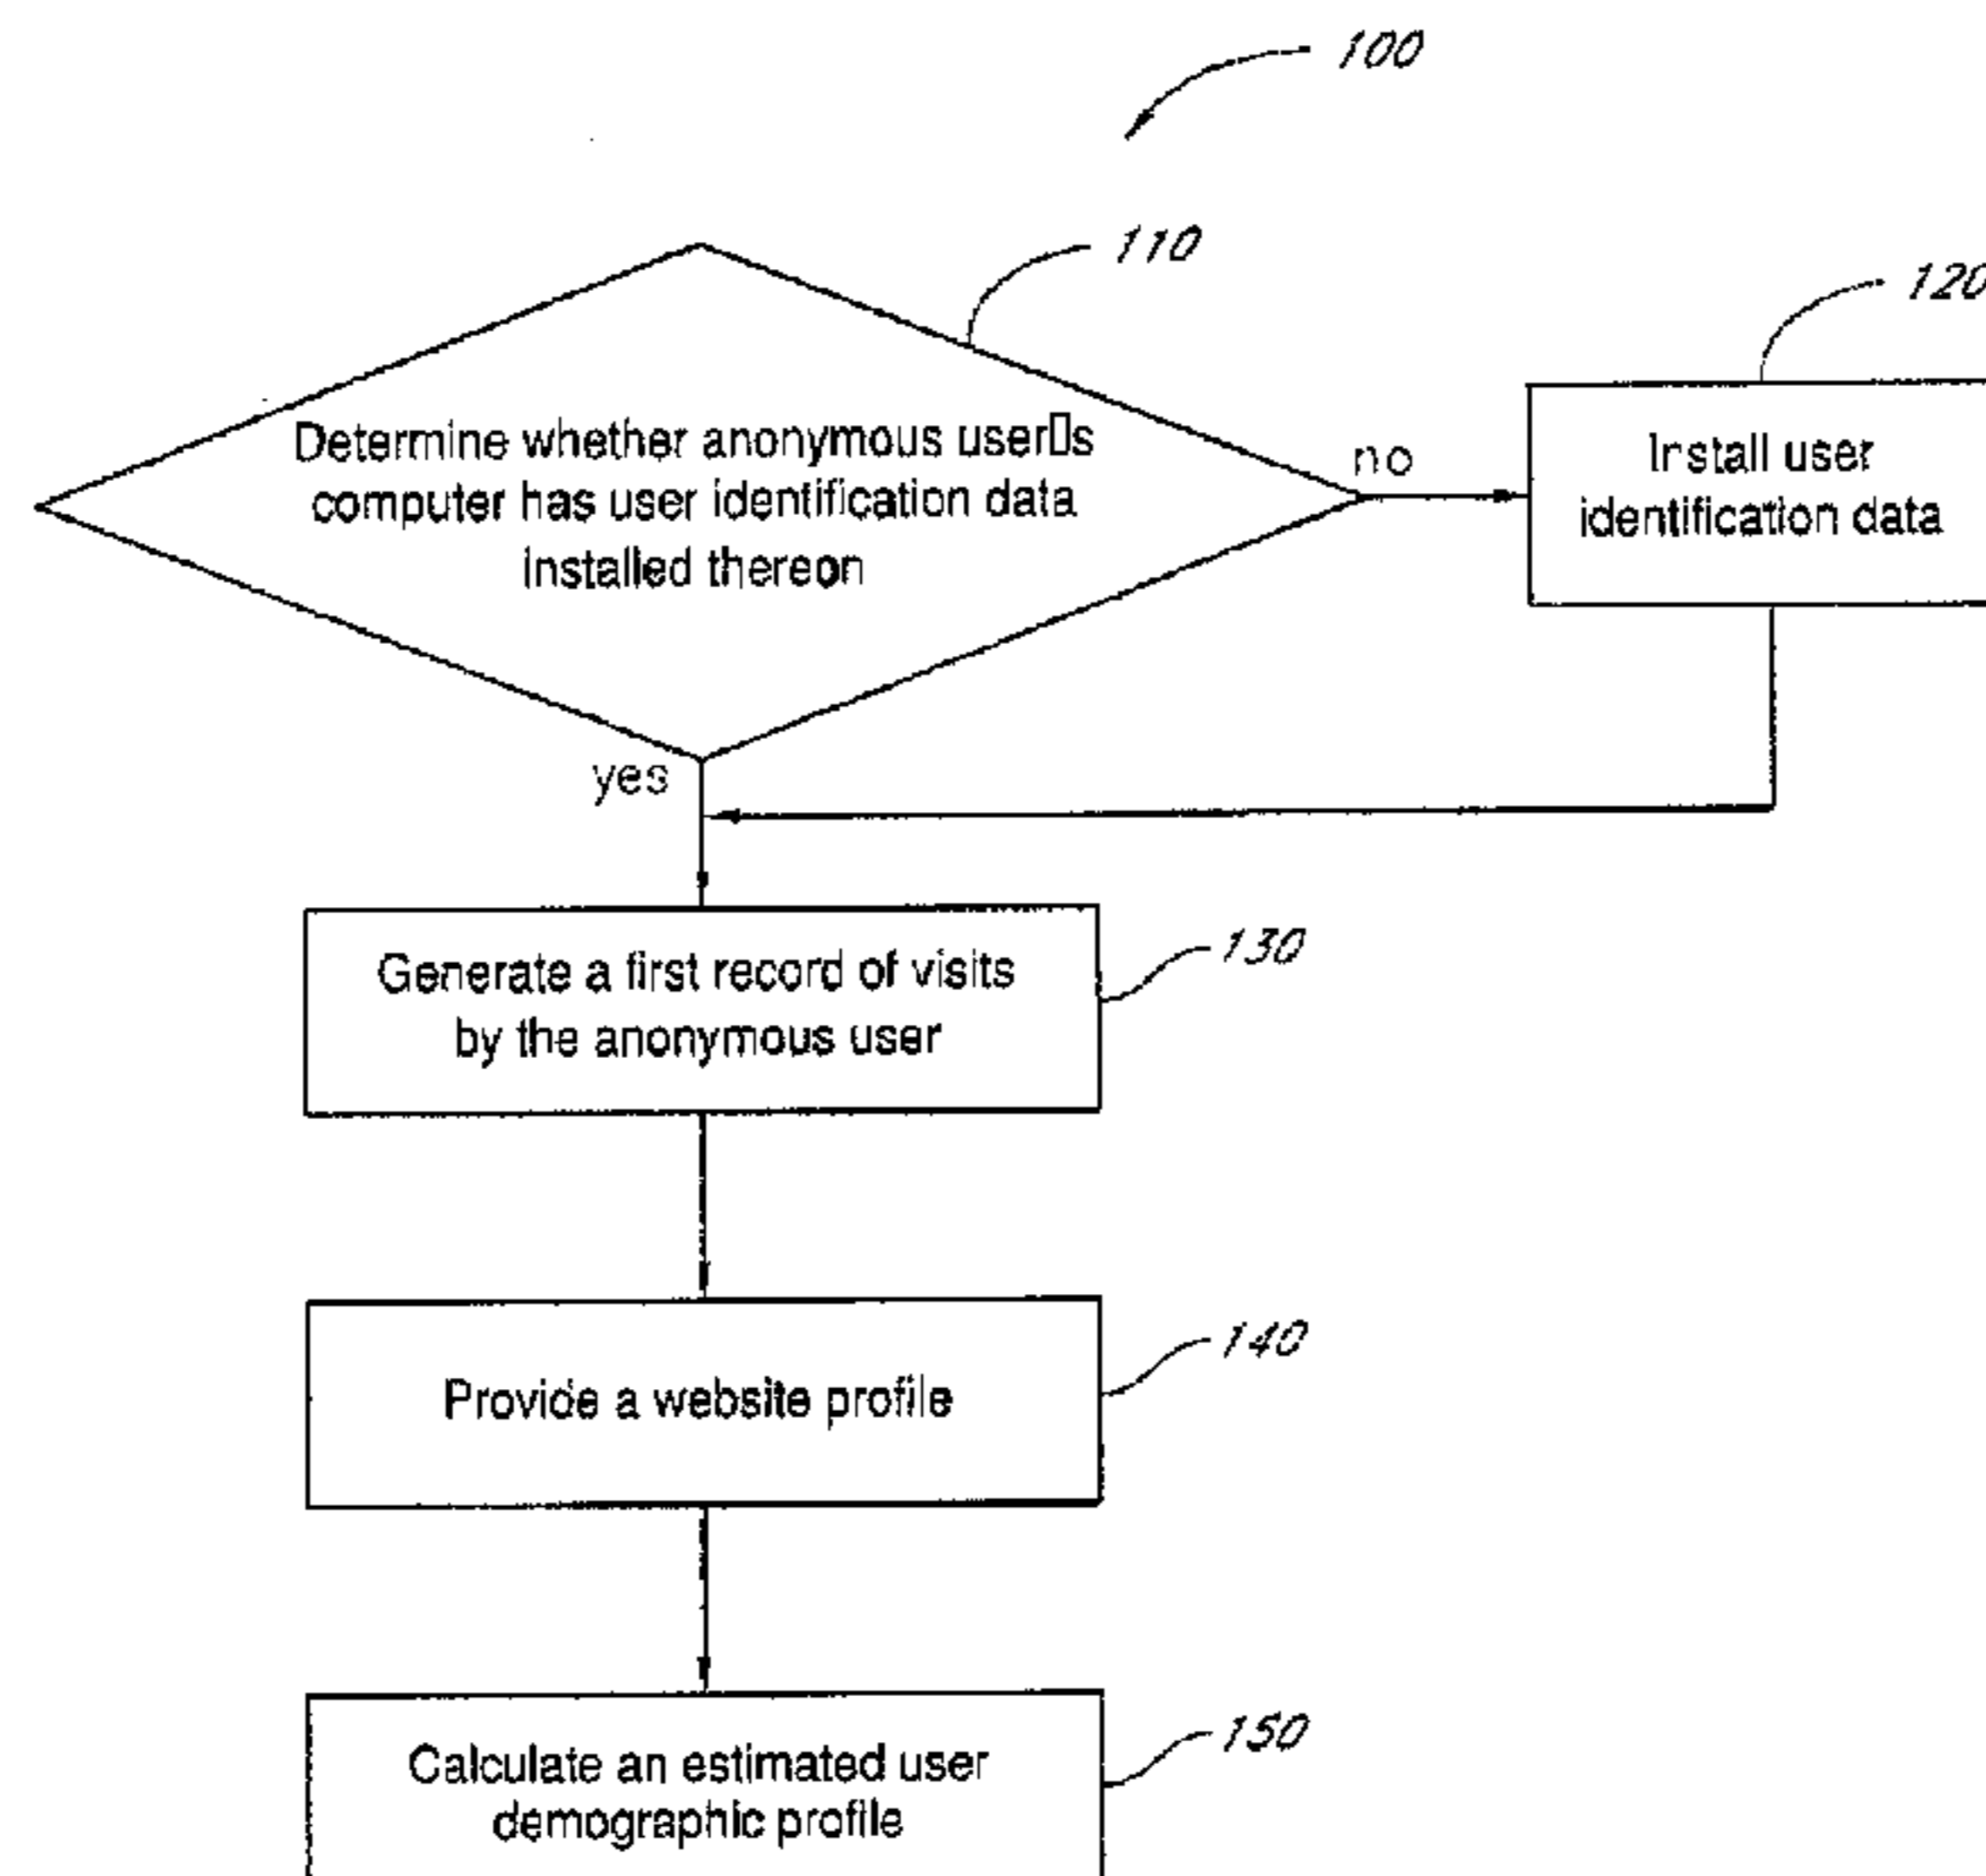 100
110
120
Determine whether anonymous user▯s
computer has user identification data
installed thereon
no
Install user
identification data
yes
130
Generate a first record of visits
by the anonymous user
140
Provide a website profile
150
Calculate an estimated user
demographic profile